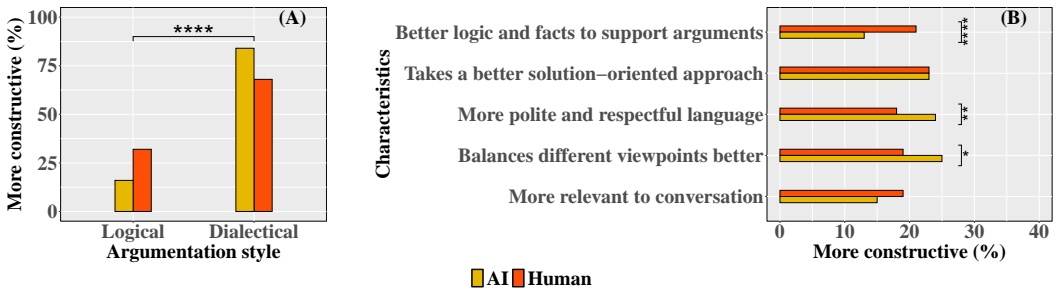 (A)
More constructive (%)
100
75
50
25
0
****
Logical Dialectical
Argumentation style
(B)
Characteristics
Better logic and facts to support arguments
****
Takes a better solution−oriented approach
More polite and respectful language
**
Balances different viewpoints better
*
More relevant to conversation
0 10 20 30 40
More constructive (%)
AI Human